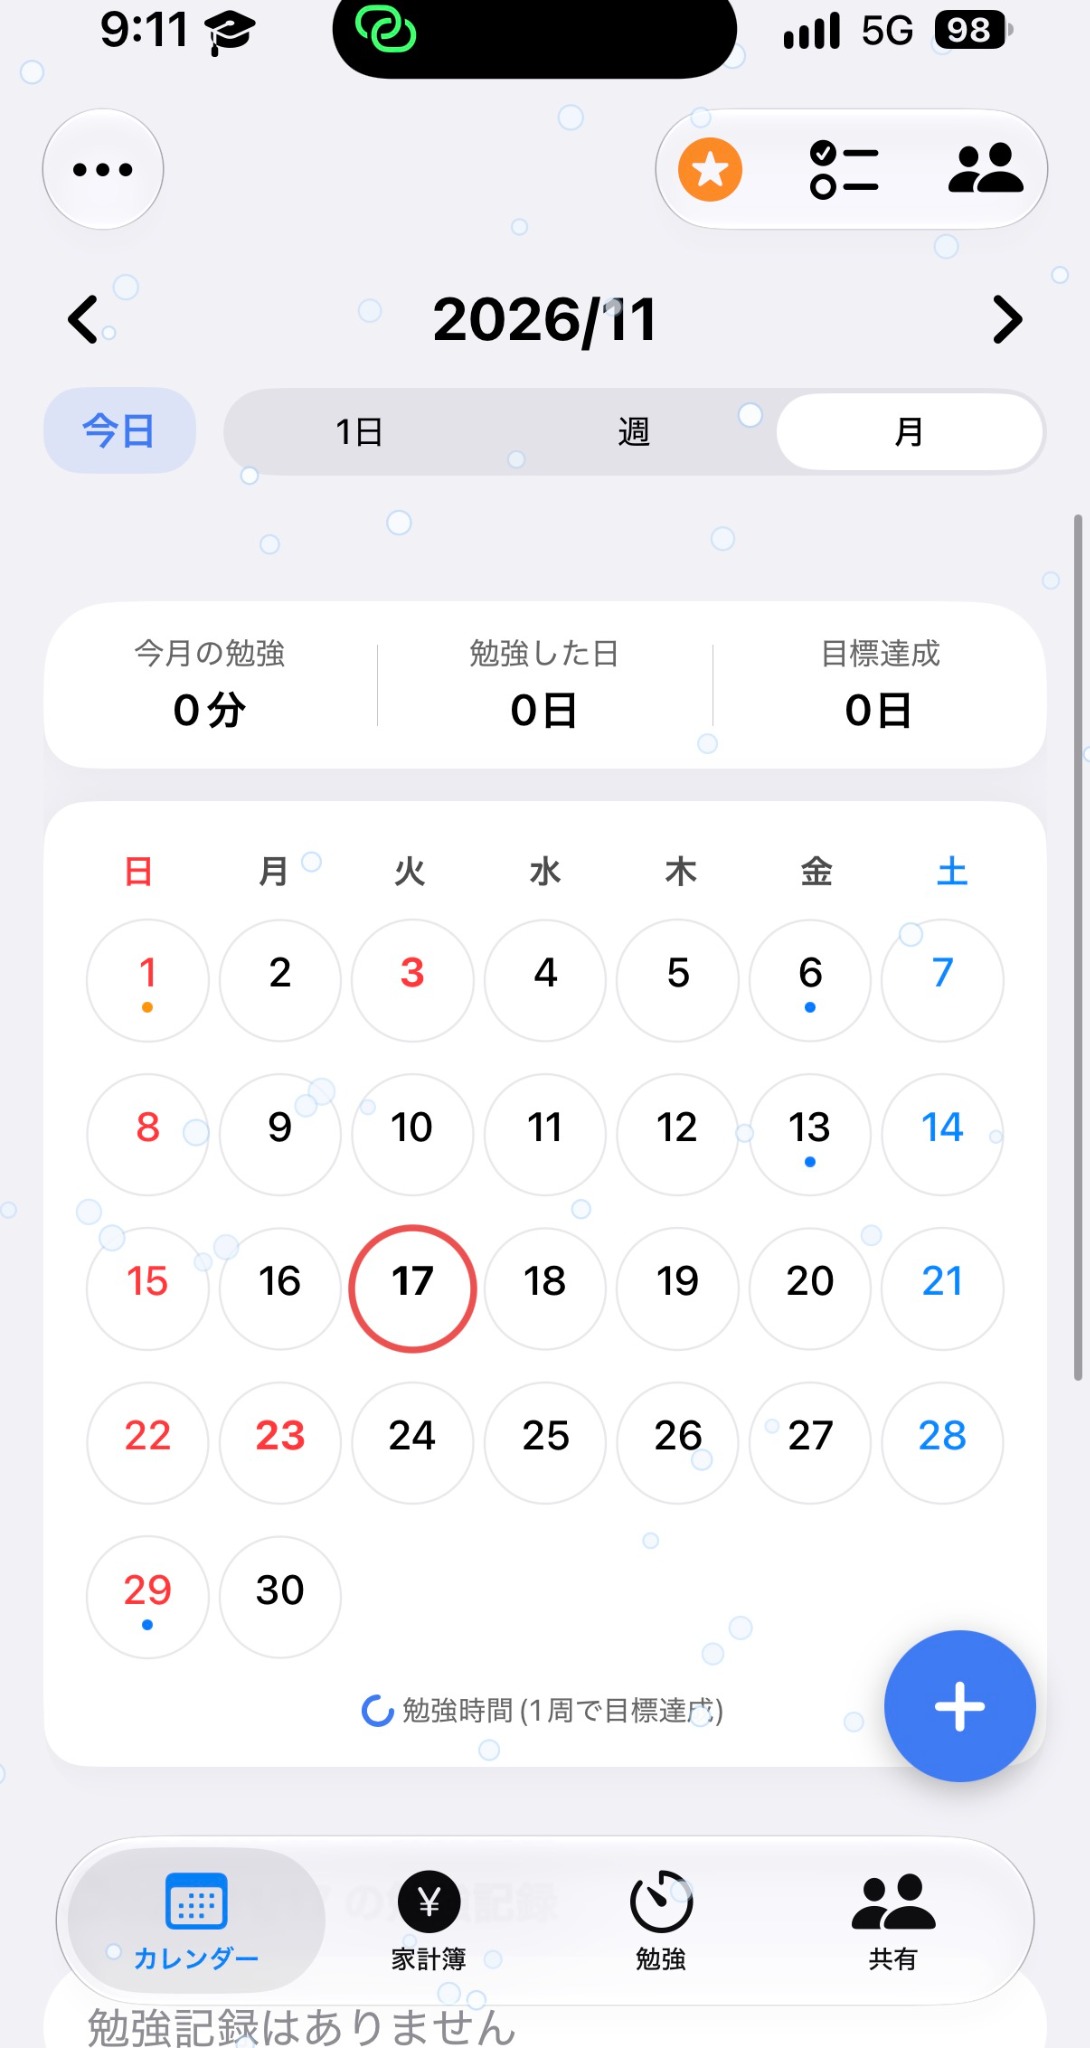 9:11 5G 98
2026/11
今日 1日 週 月
今月の勉強 勉強した日 目標達成
0分 0日 0日
日 月 火 水 木 金 土
1 2 3 4 5 6 7
8 9 10 11 12 13 14
15 16 17 18 19 20 21
22 23 24 25 26 27 28
29 30
勉強時間 (1周で目標達成)
の勉強記録
カレンダー 家計簿 勉強 共有
勉強記録はありません